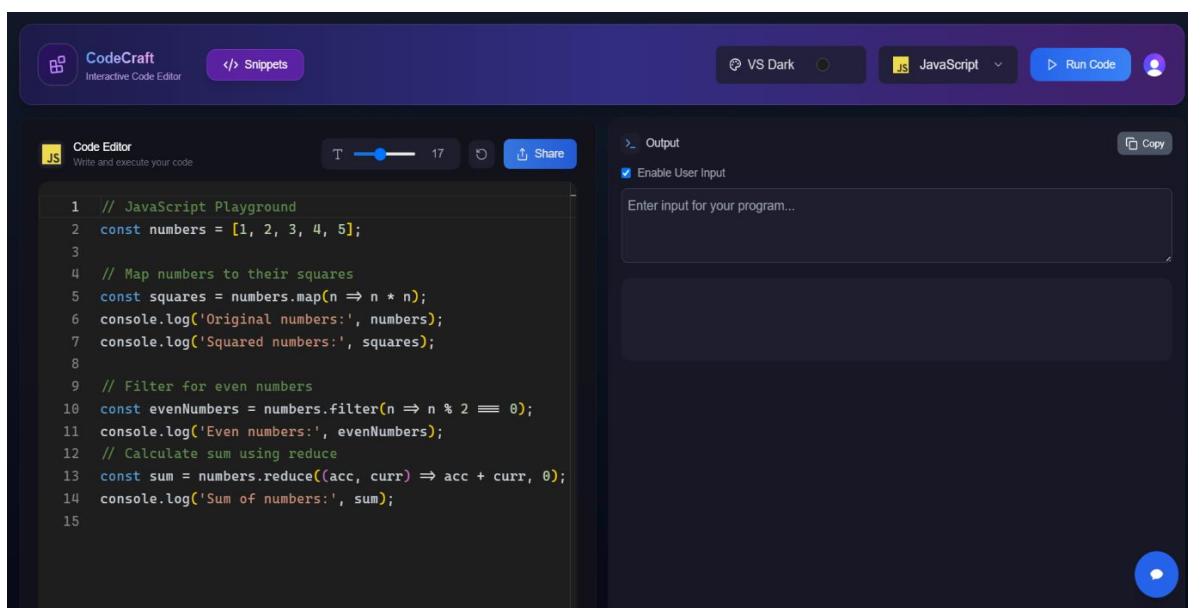 CodeCraft
Interactive Code Editor
</> Snippets
VS Dark
JS JavaScript
Run Code
JS
Code Editor
Write and execute your code
T 17
Share
1 // JavaScript Playground
2 const numbers = [1, 2, 3, 4, 5];
3
4 // Map numbers to their squares
5 const squares = numbers.map(n => n * n);
6 console.log('Original numbers:', numbers);
7 console.log('Squared numbers:', squares);
8
9 // Filter for even numbers
10 const evenNumbers = numbers.filter(n => n % 2 === 0);
11 console.log('Even numbers:', evenNumbers);
12 // Calculate sum using reduce
13 const sum = numbers.reduce((acc, curr) => acc + curr, 0);
14 console.log('Sum of numbers:', sum);
15
>_ Output
Copy
Enable User Input
Enter input for your program...